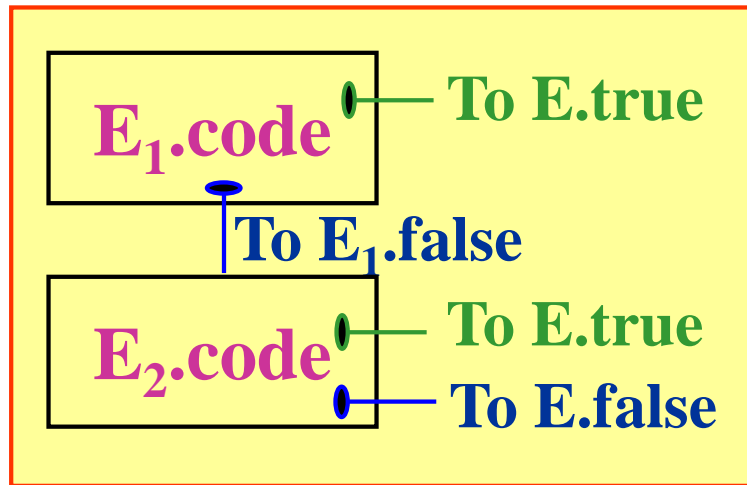 E₁.code
To E.true
To E₁.false
E₂.code
To E.true
To E.false